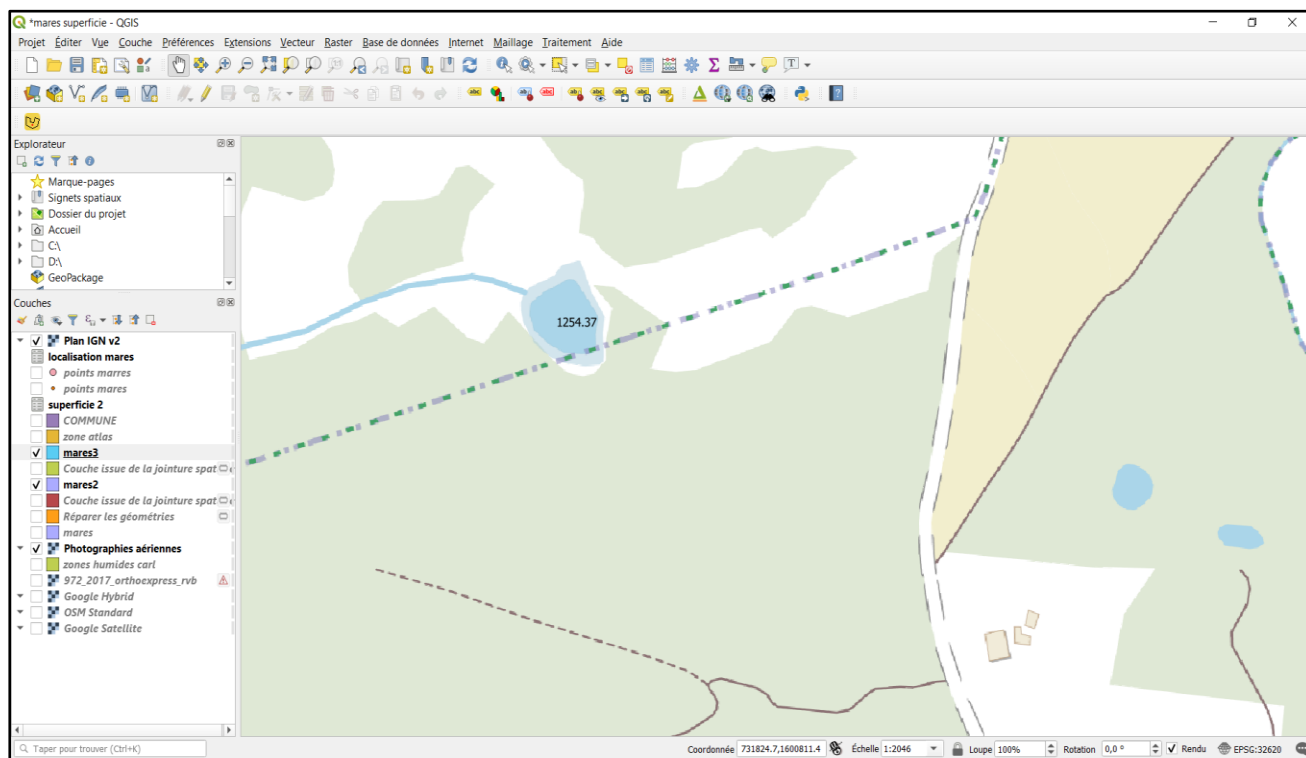 *mares superficie - QGIS
Projet Éditer Vue Couche Préférences Extensions Vecteur Raster Base de données Internet Maillage Traitement Aide
Explorateur
Marque-pages
Signets spatiaux
Dossier du projet
Accueil
C:\
D:\
GeoPackage
Couches
Plan IGN v2
localisation mares
points marres
points mares
superficie 2
COMMUNE
zone atlas
mares3
Couche issue de la jointure spat
mares2
Couche issue de la jointure spat
Réparer les géométries
mares
Photographies aériennes
zones humides carl
972_2017_orthoexpress_rvb
Google Hybrid
OSM Standard
Google Satellite
1254.37
Taper pour trouver (Ctrl+K)
Coordonnée 731824.7,1600811.4 Échelle 1:2046 Loupe 100% Rotation 0,0 ° Rendu EPSG:32620